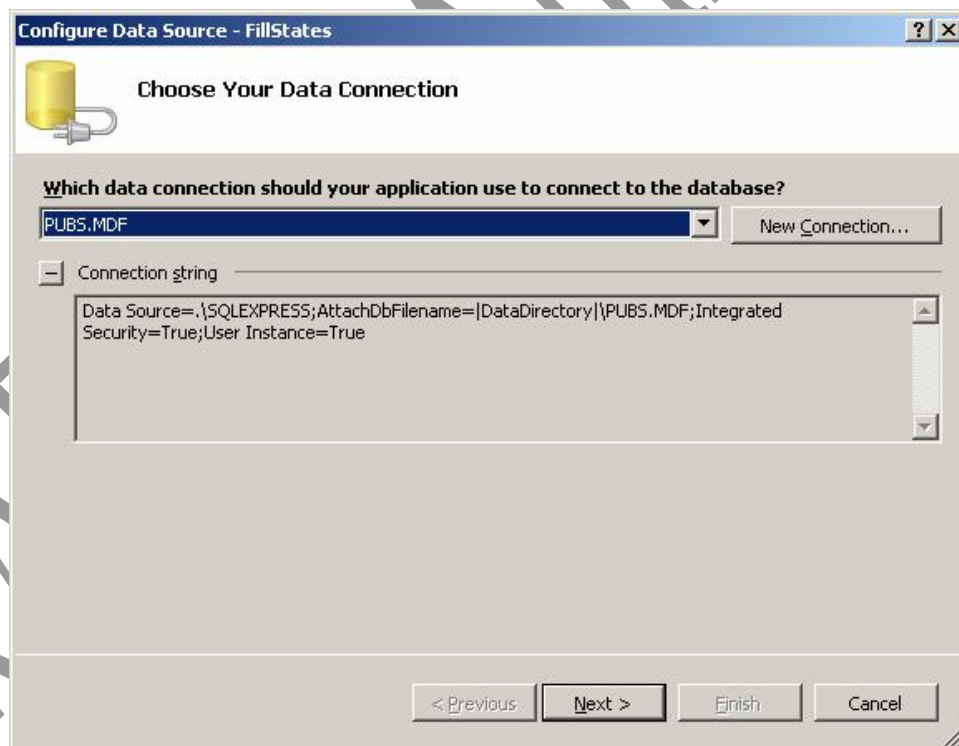 Configure Data Source - FillStates
Choose Your Data Connection
Which data connection should your application use to connect to the database?
PUBS.MDF
New Connection...
Connection string
Data Source=.\SQLEXPRESS;AttachDbFilename=|DataDirectory|\PUBS.MDF;Integrated
Security=True;User Instance=True
< Previous
Next >
Finish
Cancel